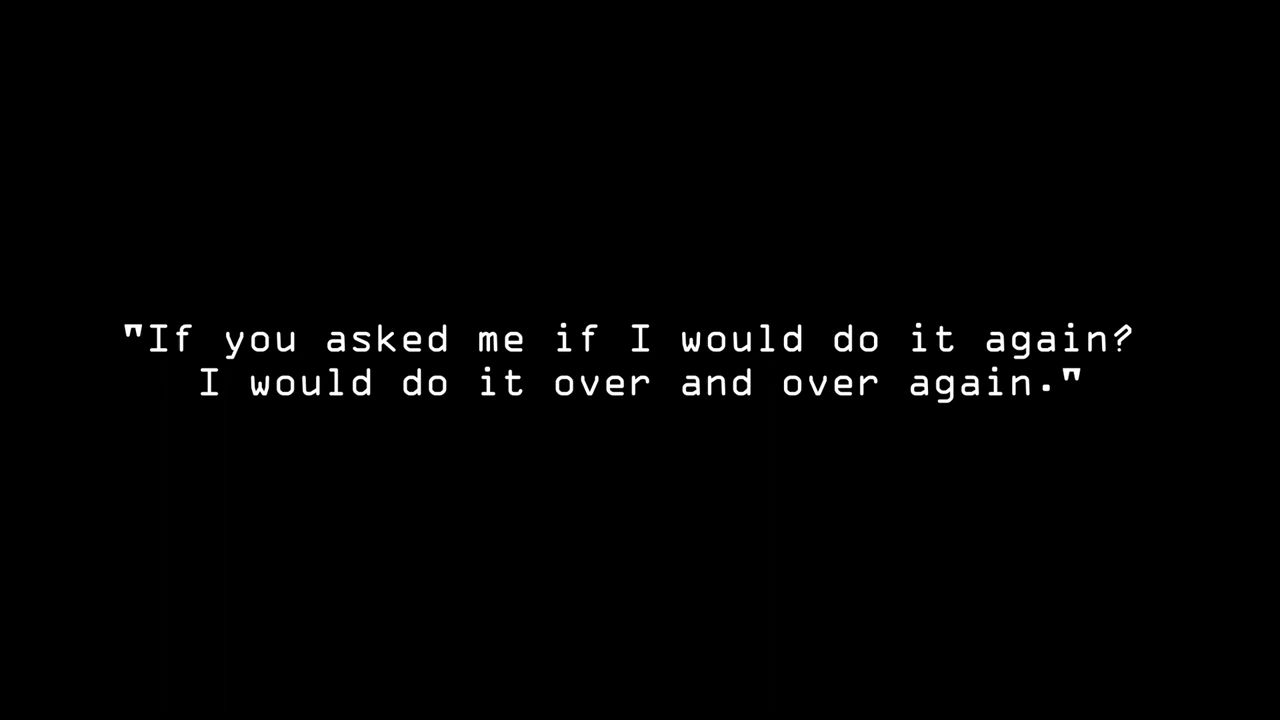 "If you asked me if I would do it again?
I would do it over and over again."